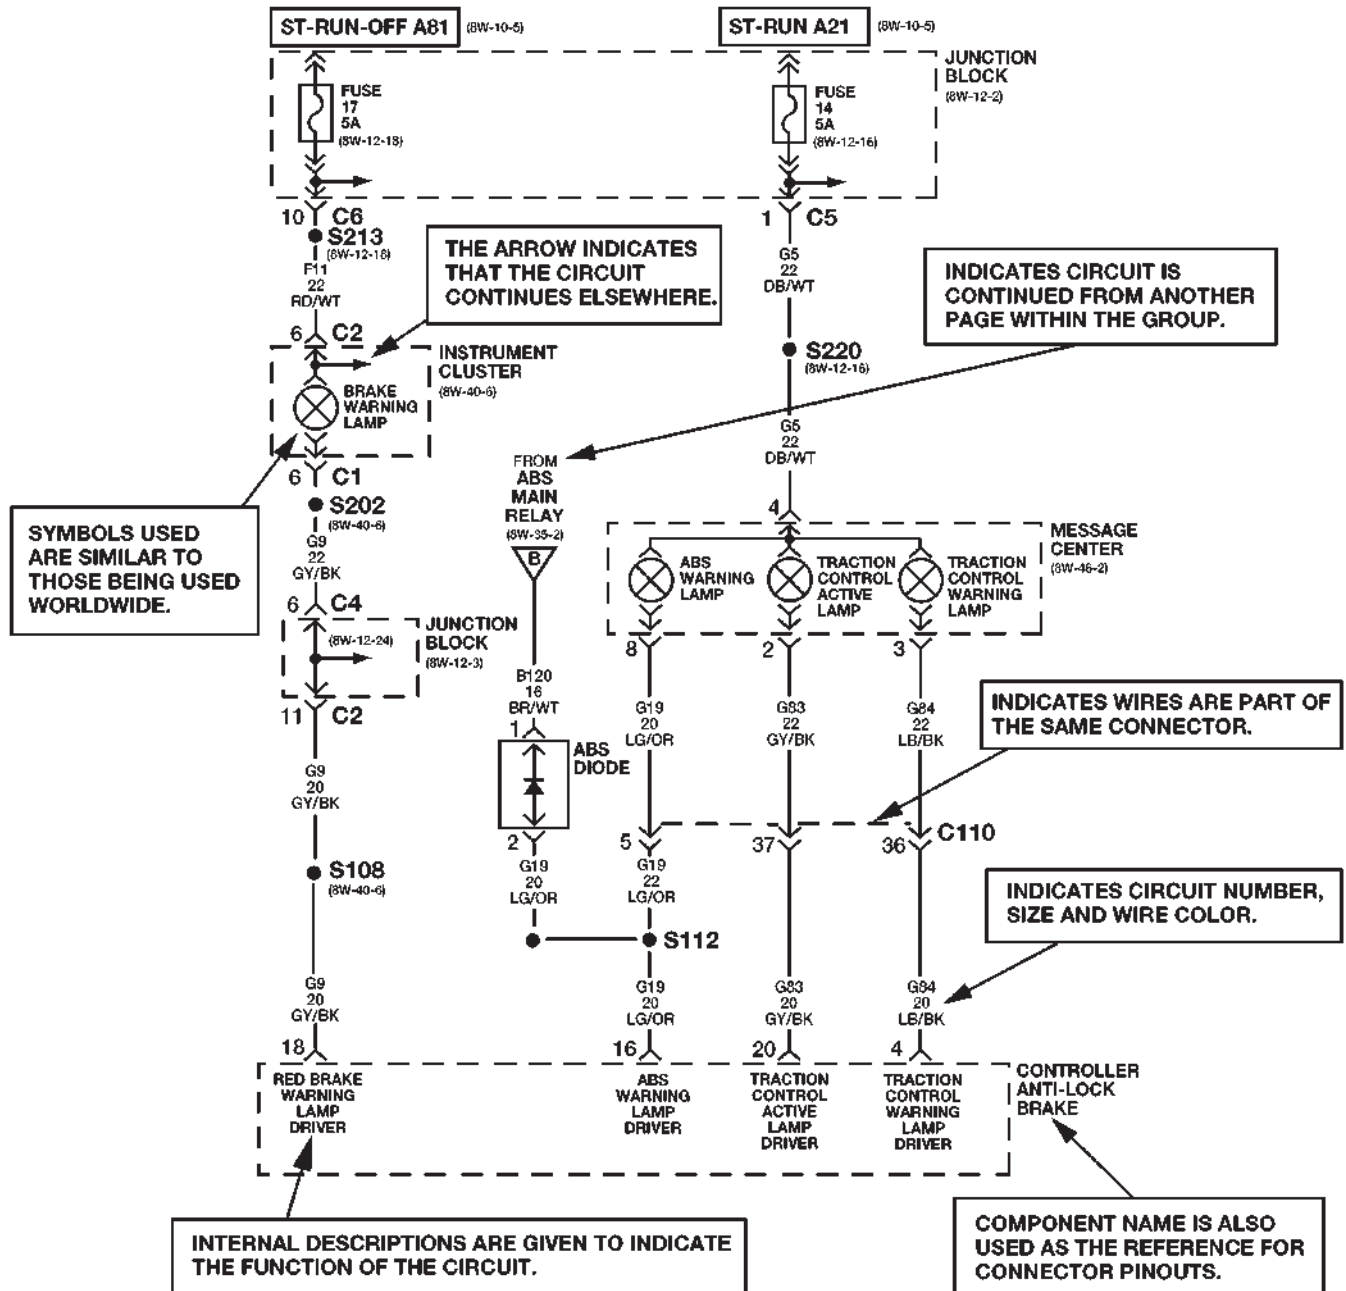 ST-RUN-OFF A81 (8W-10-5)
ST-RUN A21 (8W-10-5)
JUNCTION
BLOCK
(8W-12-2)
FUSE
17
5A
(8W-12-18)
FUSE
14
5A
(8W-12-16)
10 C6
1 C5
S213
(8W-12-18)
F11
22
RD/WT
THE ARROW INDICATES
THAT THE CIRCUIT
CONTINUES ELSEWHERE.
G5
22
DB/WT
INDICATES CIRCUIT IS
CONTINUED FROM ANOTHER
PAGE WITHIN THE GROUP.
6 C2
INSTRUMENT
CLUSTER
(8W-40-6)
BRAKE
WARNING
LAMP
S220
(8W-12-16)
G5
22
DB/WT
6 C1
S202
(8W-40-6)
G9
22
GY/BK
SYMBOLS USED
ARE SIMILAR TO
THOSE BEING USED
WORLDWIDE.
FROM
ABS
MAIN
RELAY
(8W-35-2)
B
4
MESSAGE
CENTER
(8W-46-2)
ABS
WARNING
LAMP
TRACTION
CONTROL
ACTIVE
LAMP
TRACTION
CONTROL
WARNING
LAMP
6 C4
(8W-12-24)
JUNCTION
BLOCK
(8W-12-3)
8
2
3
B120
16
BR/WT
11 C2
G19
20
LG/OR
G83
22
GY/BK
G84
22
LB/BK
INDICATES WIRES ARE PART OF
THE SAME CONNECTOR.
1
ABS
DIODE
G9
20
GY/BK
2
5
37
36
C110
G19
20
LG/OR
G19
22
LG/OR
S108
(8W-40-6)
INDICATES CIRCUIT NUMBER,
SIZE AND WIRE COLOR.
S112
G9
20
GY/BK
G19
20
LG/OR
G83
20
GY/BK
G84
20
LB/BK
18
16
20
4
RED BRAKE
WARNING
LAMP
DRIVER
ABS
WARNING
LAMP
DRIVER
TRACTION
CONTROL
ACTIVE
LAMP
DRIVER
TRACTION
CONTROL
WARNING
LAMP
DRIVER
CONTROLLER
ANTI-LOCK
BRAKE
INTERNAL DESCRIPTIONS ARE GIVEN TO INDICATE
THE FUNCTION OF THE CIRCUIT.
COMPONENT NAME IS ALSO
USED AS THE REFERENCE FOR
CONNECTOR PINOUTS.